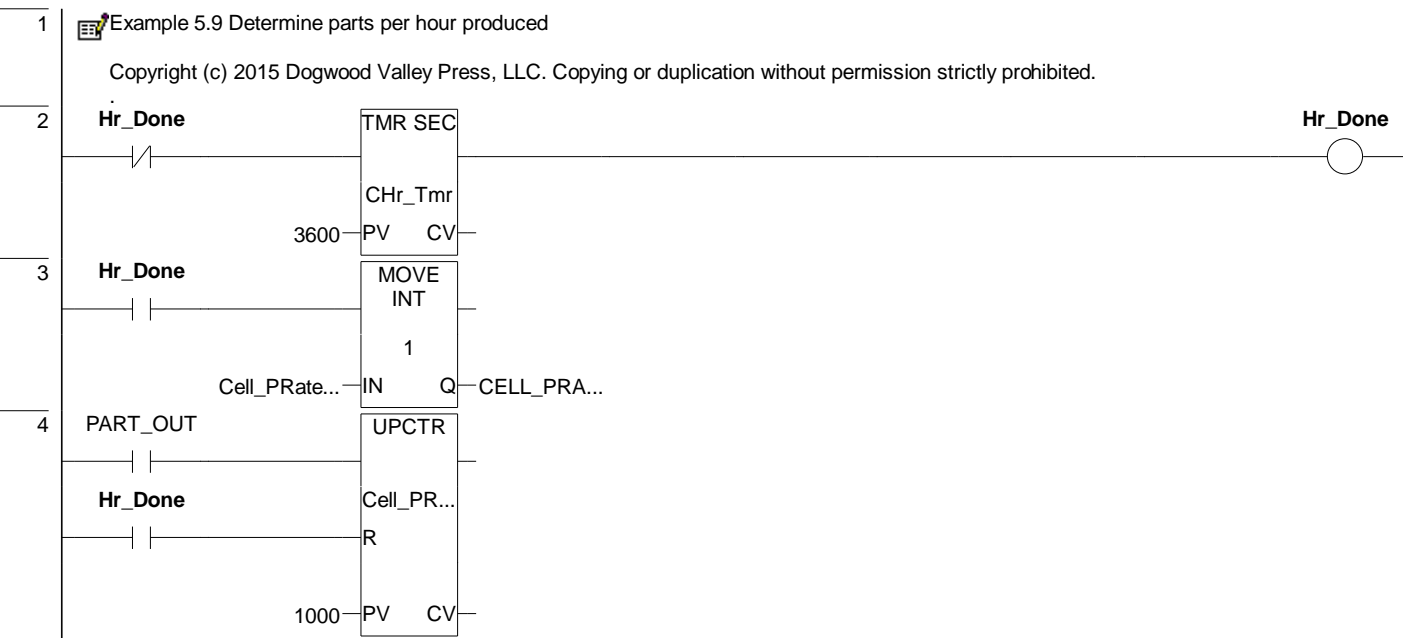 1
Example 5.9 Determine parts per hour produced
Copyright (c) 2015 Dogwood Valley Press, LLC. Copying or duplication without permission strictly prohibited.
.
2
Hr_Done
TMR SEC
Hr_Done
CHr_Tmr
3600
PV CV
3
Hr_Done
MOVE
INT
1
Cell_PRate...
IN Q
CELL_PRA...
4
PART_OUT
UPCTR
Hr_Done
Cell_PR...
R
1000
PV CV